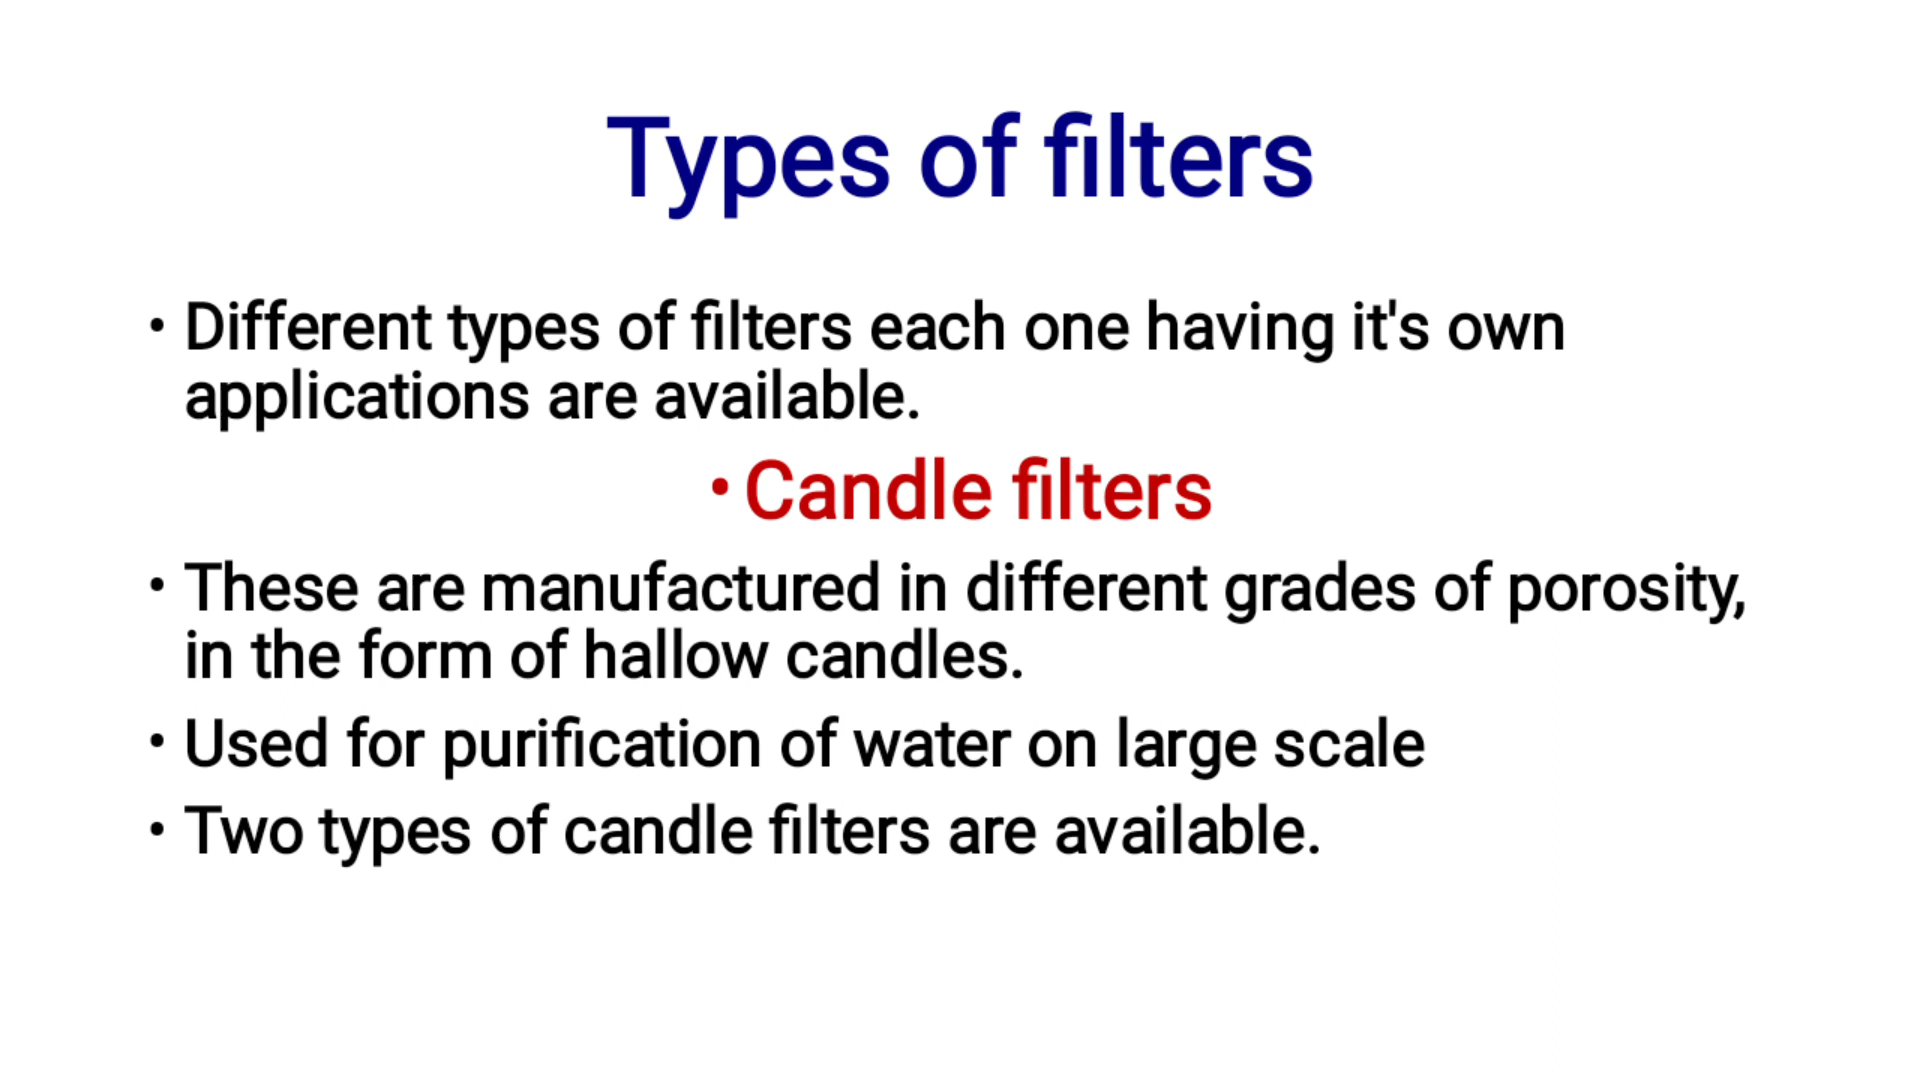 Types of filters
• Different types of filters each one having it's own
applications are available.
• Candle filters
• These are manufactured in different grades of porosity,
in the form of hallow candles.
• Used for purification of water on large scale
• Two types of candle filters are available.